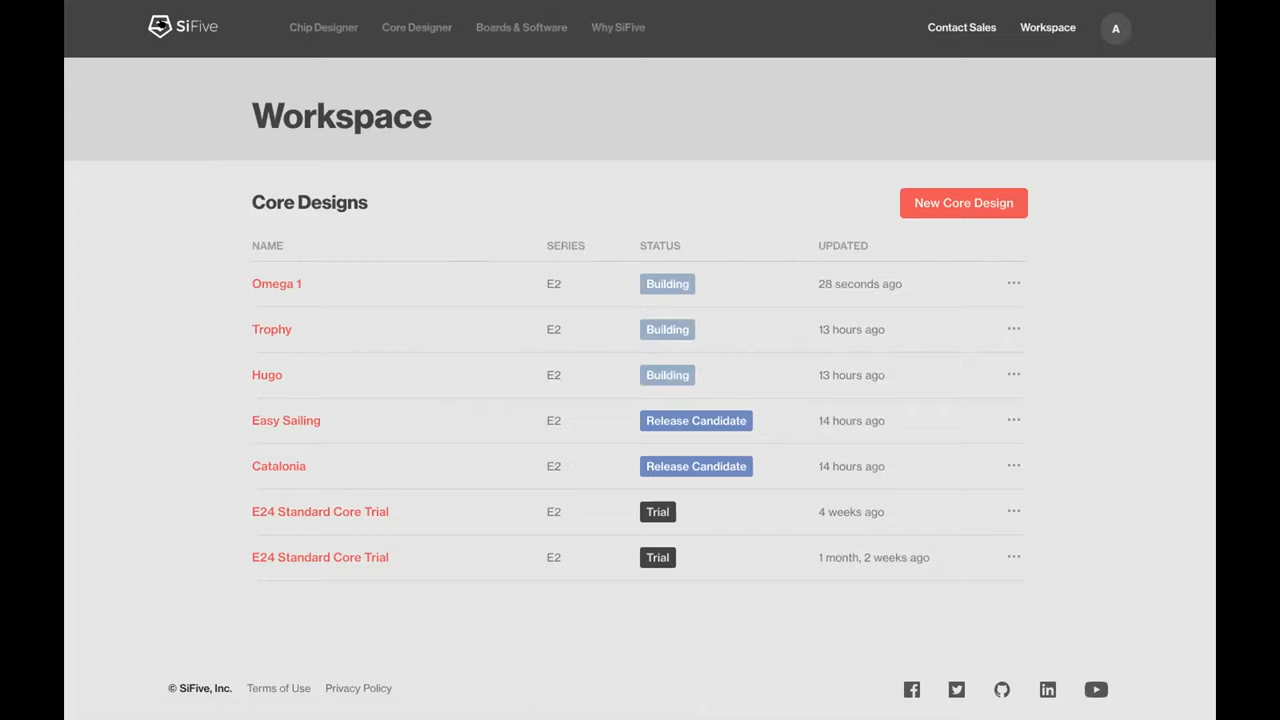 SiFive Chip Designer Core Designer Boards & Software Why SiFive Contact Sales Workspace A
Workspace
Core Designs New Core Design
NAME SERIES STATUS UPDATED
Omega 1 E2 Building 28 seconds ago
Trophy E2 Building 13 hours ago
Hugo E2 Building 13 hours ago
Easy Sailing E2 Release Candidate 14 hours ago
Catalonia E2 Release Candidate 14 hours ago
E24 Standard Core Trial E2 Trial 4 weeks ago
E24 Standard Core Trial E2 Trial 1 month, 2 weeks ago
© SiFive, Inc. Terms of Use Privacy Policy